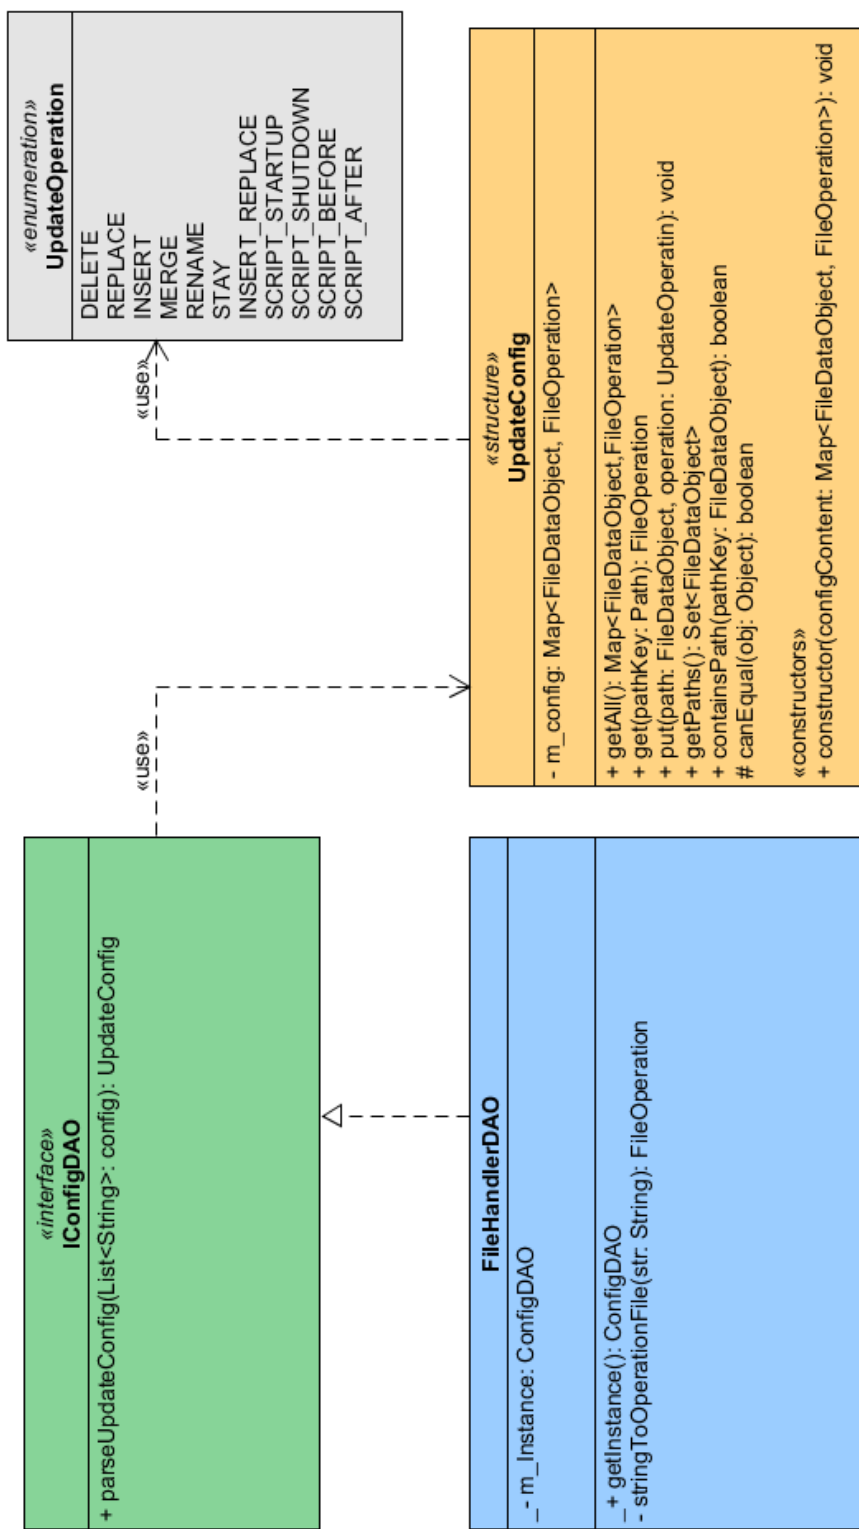 «interface»
IConfigDAO
+ parseUpdateConfig(List<String>: config): UpdateConfig
«use»
«enumeration»
UpdateOperation
DELETE
REPLACE
INSERT
MERGE
RENAME
STAY
INSERT_REPLACE
SCRIPT_STARTUP
SCRIPT_SHUTDOWN
SCRIPT_BEFORE
SCRIPT_AFTER
«use»
FileHandlerDAO
_- m_Instance: ConfigDAO
_+ getInstance(): ConfigDAO
- stringToOperationFile(str: String): FileOperation
«structure»
UpdateConfig
- m_config: Map<FileDataObject, FileOperation>
+ getAll(): Map<FileDataObject,FileOperation>
+ get(pathKey: Path): FileOperation
+ put(path: FileDataObject, operation: UpdateOperatin): void
+ getPaths(): Set<FileDataObject>
+ containsPath(pathKey: FileDataObject): boolean
# canEqual(obj: Object): boolean
«constructors»
+ constructor(configContent: Map<FileDataObject, FileOperation>): void